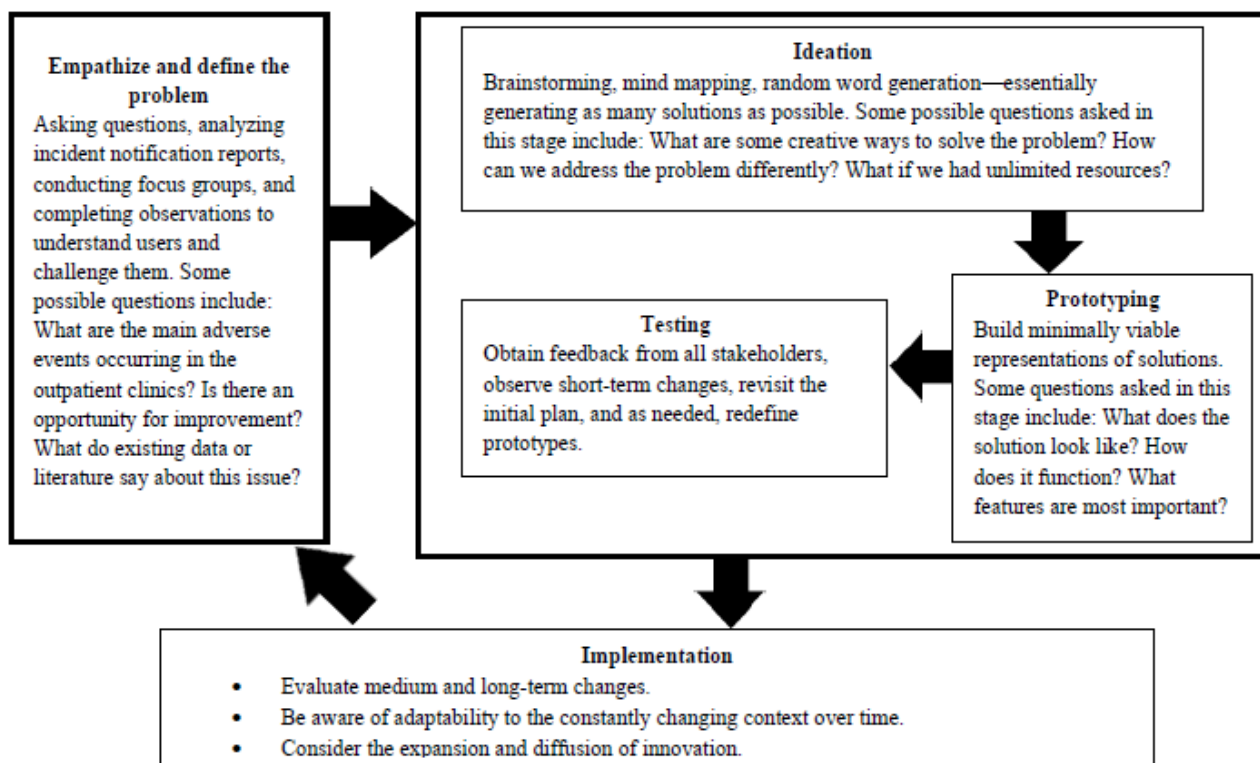 Empathize and define the
problem
Asking questions, analyzing
incident notification reports,
conducting focus groups, and
completing observations to
understand users and
challenge them. Some
possible questions include:
What are the main adverse
events occurring in the
outpatient clinics? Is there an
opportunity for improvement?
What do existing data or
literature say about this issue?
Ideation
Brainstorming, mind mapping, random word generation—essentially
generating as many solutions as possible. Some possible questions asked in
this stage include: What are some creative ways to solve the problem? How
can we address the problem differently? What if we had unlimited resources?
Prototyping
Build minimally viable
representations of solutions.
Some questions asked in this
stage include: What does the
solution look like? How
does it function? What
features are most important?
Testing
Obtain feedback from all stakeholders,
observe short-term changes, revisit the
initial plan, and as needed, redefine
prototypes.
Implementation
• Evaluate medium and long-term changes.
• Be aware of adaptability to the constantly changing context over time.
• Consider the expansion and diffusion of innovation.